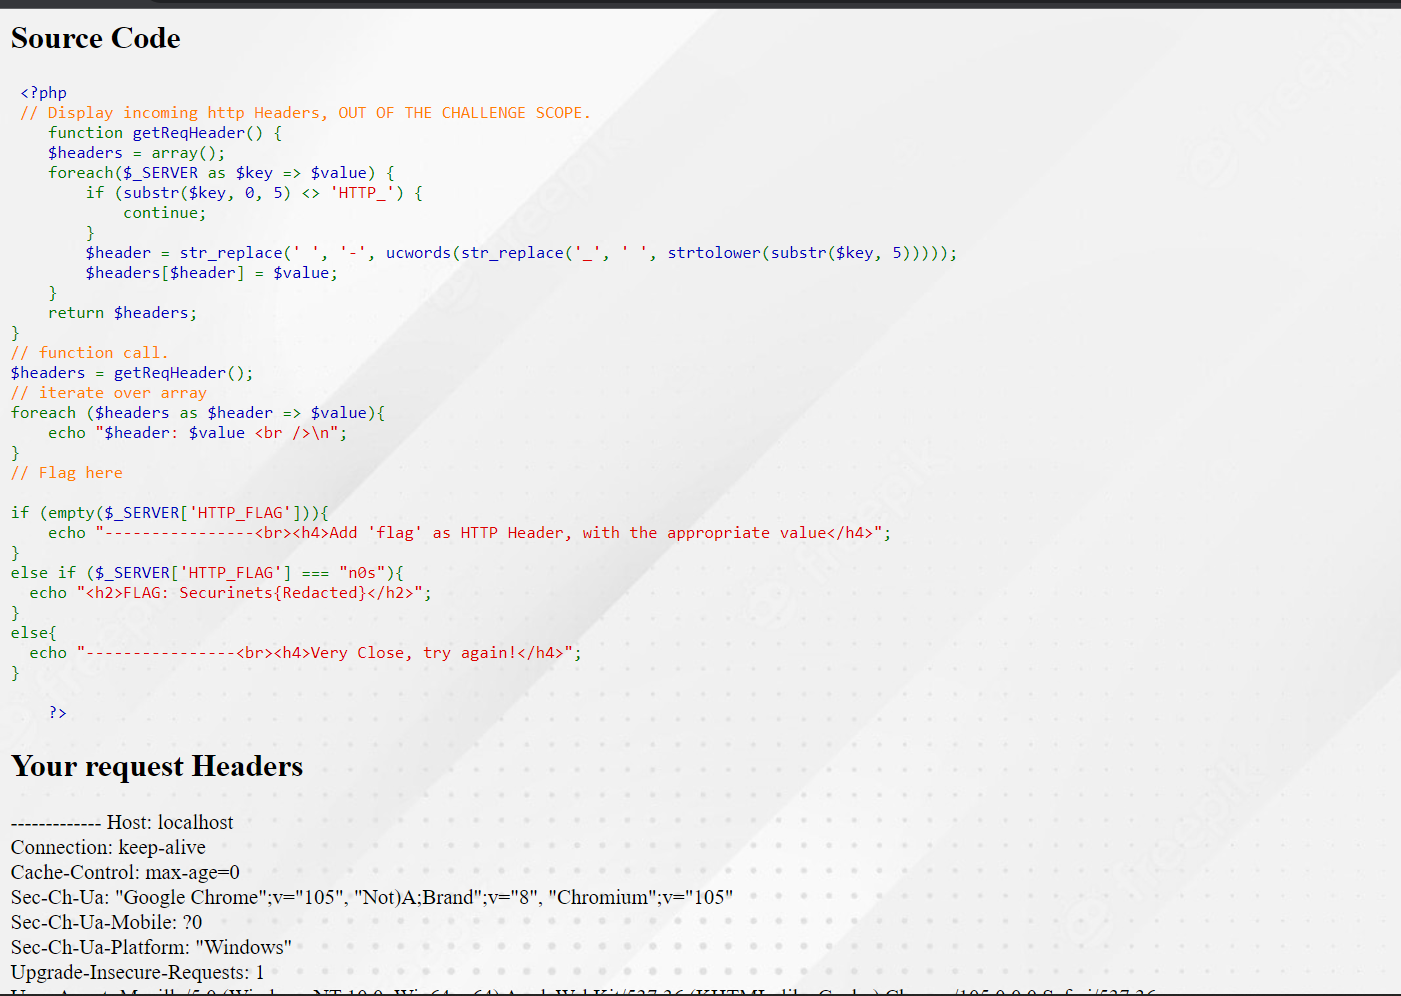 Source Code
<?php
// Display incoming http Headers, OUT OF THE CHALLENGE SCOPE.
function getReqHeader() {
$headers = array();
foreach($_SERVER as $key => $value) {
if (substr($key, 0, 5) <> 'HTTP_') {
continue;
}
$header = str_replace(' ', '-', ucwords(str_replace('_', ' ', strtolower(substr($key, 5)))));
$headers[$header] = $value;
}
return $headers;
}
// function call.
$headers = getReqHeader();
// iterate over array
foreach ($headers as $header => $value){
echo "$header: $value <br />\n";
}
// Flag here
if (empty($_SERVER['HTTP_FLAG'])){
echo "----------------<br><h4>Add 'flag' as HTTP Header, with the appropriate value</h4>";
}
else if ($_SERVER['HTTP_FLAG'] === "n0s"){
echo "<h2>FLAG: Securinets{Redacted}</h2>";
}
else{
echo "----------------<br><h4>Very Close, try again!</h4>";
}
?>
Your request Headers
------------- Host: localhost
Connection: keep-alive
Cache-Control: max-age=0
Sec-Ch-Ua: "Google Chrome";v="105", "Not)A;Brand";v="8", "Chromium";v="105"
Sec-Ch-Ua-Mobile: ?0
Sec-Ch-Ua-Platform: "Windows"
Upgrade-Insecure-Requests: 1